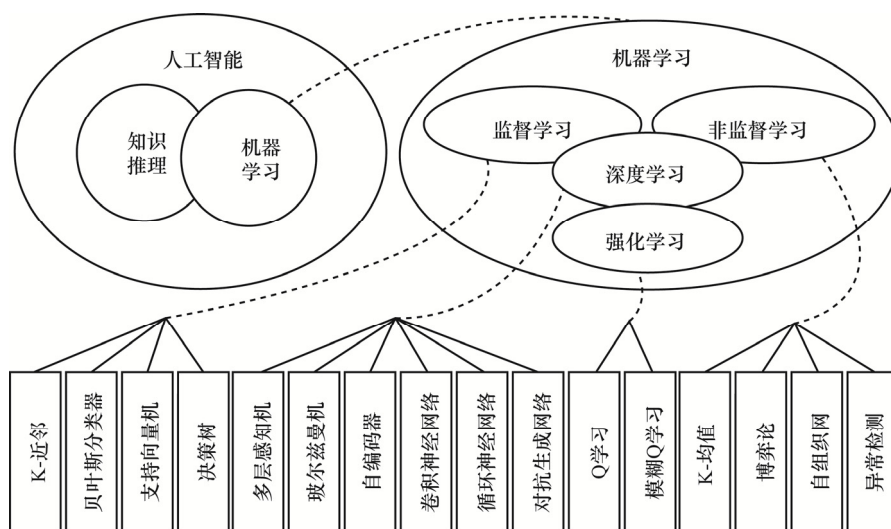 人工智能
知识
推理
机器
学习
机器学习
监督学习
非监督学习
深度学习
强化学习
K-近邻
贝叶斯分类器
支持向量机
决策树
多层感知机
玻尔兹曼机
自编码器
卷积神经网络
循环神经网络
对抗生成网络
Q学习
模糊Q学习
K-均值
博弈论
自组织网
异常检测